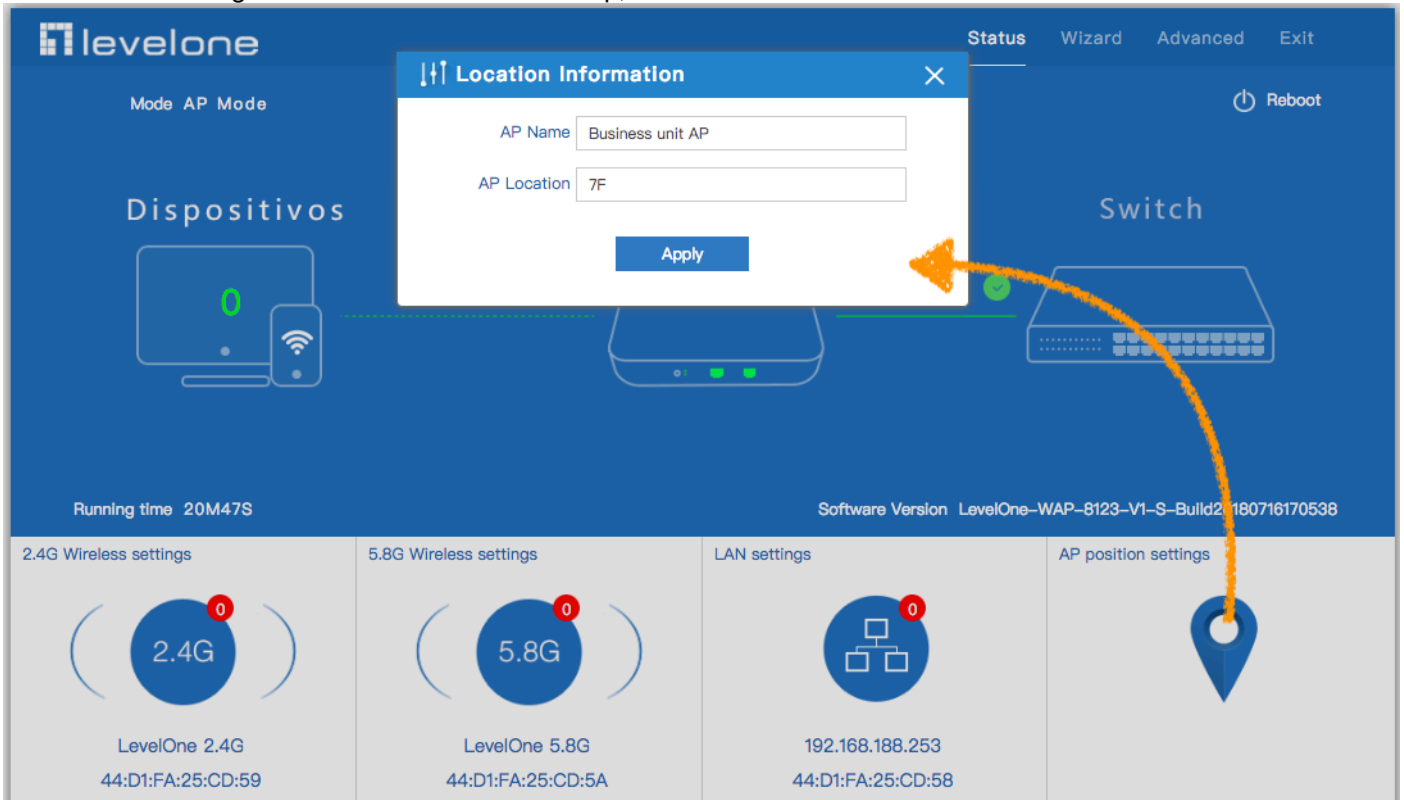 levelone
Status Wizard Advanced Exit
Location Information
Mode AP Mode
Reboot
AP Name Business unit AP
AP Location 7F
Dispositivos
Switch
Apply
0
Running time 20M47S
Software Version LevelOne-WAP-8123-V1-S-Build20180716170538
2.4G Wireless settings
5.8G Wireless settings
LAN settings
AP position settings
0
2.4G
0
5.8G
0
LevelOne 2.4G
LevelOne 5.8G
192.168.188.253
44:D1:FA:25:CD:59
44:D1:FA:25:CD:5A
44:D1:FA:25:CD:58